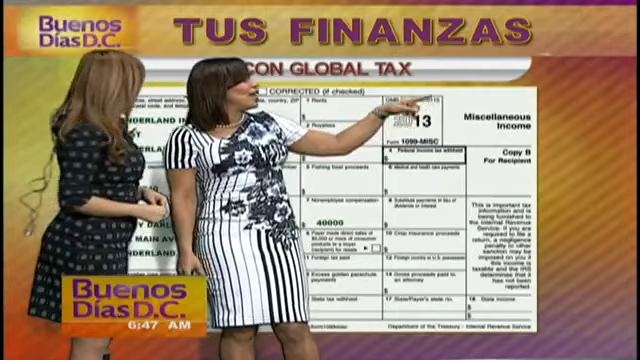 Buenos
Días D.C.
TUS FINANZAS
CON GLOBAL TAX
CORRECTED (if checked)
street address,
country, ZIP
1 Rents
$
2 Royalties
2013
Form 1099-MISC
Miscellaneous
Income
4 Federal income tax withheld
$
Copy B
For Recipient
5 Fishing boat proceeds
6 Medical and health care payments
$
7 Nonemployee compensation
8 Substitute payments in lieu of
dividends or interest
40000
$
9 Payer made direct sales of
$5,000 or more of consumer
products to a buyer
(recipient) for resale
10 Crop insurance proceeds
$
11 Foreign tax paid
12 Foreign country or U.S. possession
$
13 Excess golden parachute
payments
14 Gross proceeds paid to
an attorney
$
State tax withheld
17 State/Payer's state no.
18 State income
$
$
This is important tax
information and is
being furnished to
the Internal Revenue
Service. If you are
required to file a
return, a negligence
penalty or other
sanction may be
imposed on you if
this income is
taxable and the IRS
determines that it
has not been
reported.
MAIN AVE
Department of the Treasury - Internal Revenue Service
Buenos
Días D.C.
6:47 AM